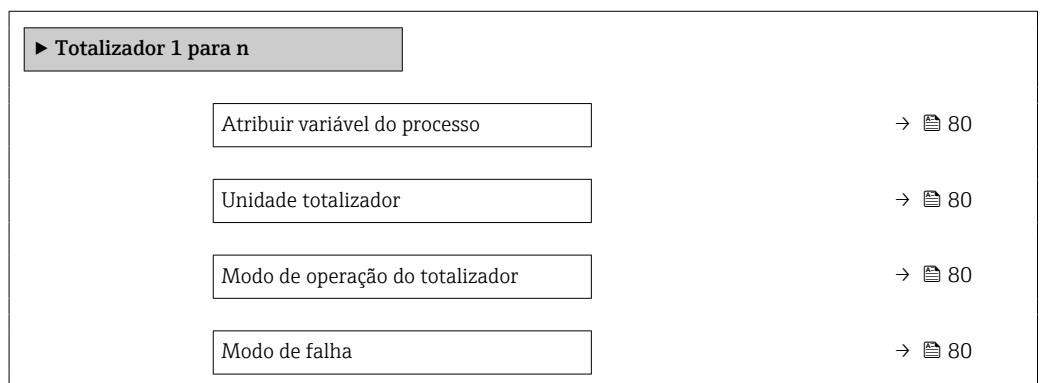 ▶ Totalizador 1 para n
Atribuir variável do processo → 80
Unidade totalizador → 80
Modo de operação do totalizador → 80
Modo de falha → 80